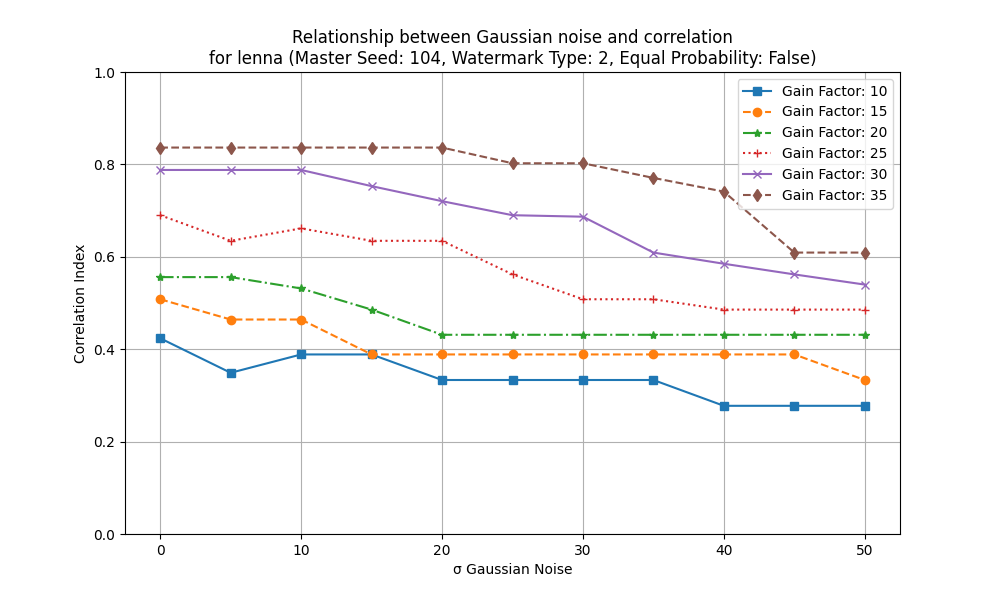 Relationship between Gaussian noise and correlation
for lenna (Master Seed: 104, Watermark Type: 2, Equal Probability: False)
1.0
0.8
0.6
0.4
0.2
0.0
Correlation Index
Gain Factor: 10
Gain Factor: 15
Gain Factor: 20
Gain Factor: 25
Gain Factor: 30
Gain Factor: 35
0 10 20 30 40 50
σ Gaussian Noise